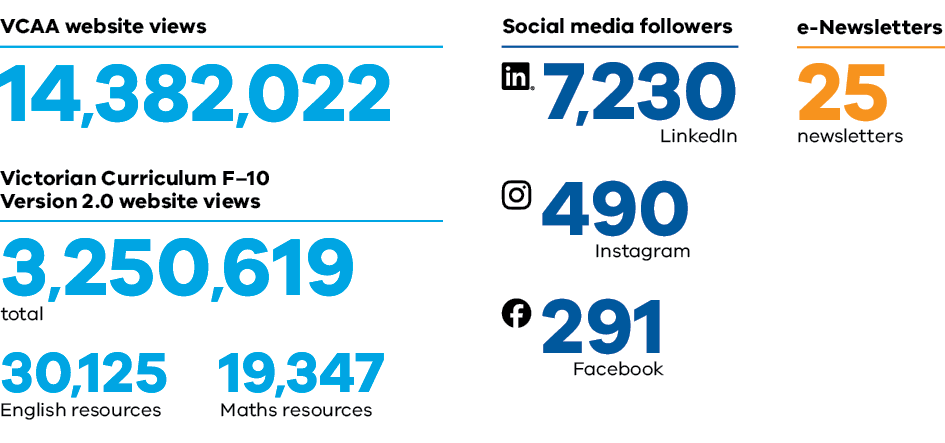 VCAA website views
14,382,022
Victorian Curriculum F–10
Version 2.0 website views
3,250,619
total
30,125
English resources
19,347
Maths resources
Social media followers
in
7,230
LinkedIn
490
Instagram
291
Facebook
e-Newsletters
25
newsletters